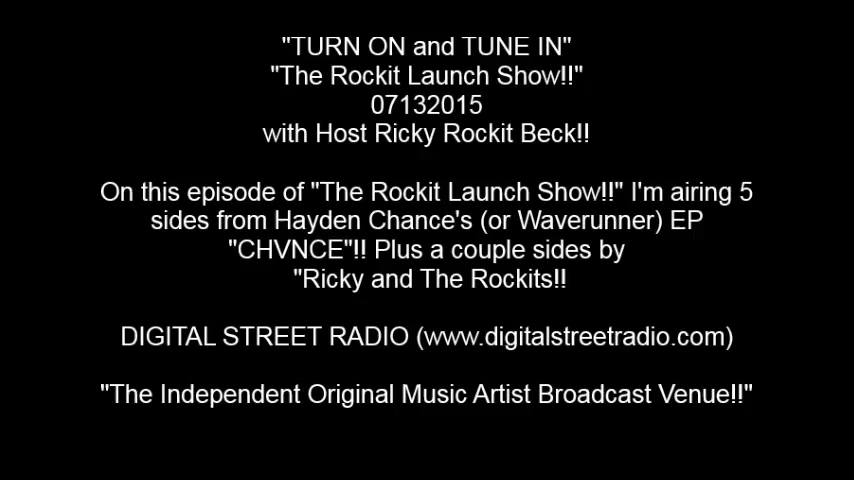 "TURN ON and TUNE IN"
"The Rockit Launch Show!!"
07132015
with Host Ricky Rockit Beck!!
On this episode of "The Rockit Launch Show!!" I'm airing 5
sides from Hayden Chance's (or Waverunner) EP
"CHVNCE"!! Plus a couple sides by
"Ricky and The Rockits!!
DIGITAL STREET RADIO (www.digitalstreetradio.com)
"The Independent Original Music Artist Broadcast Venue!!"